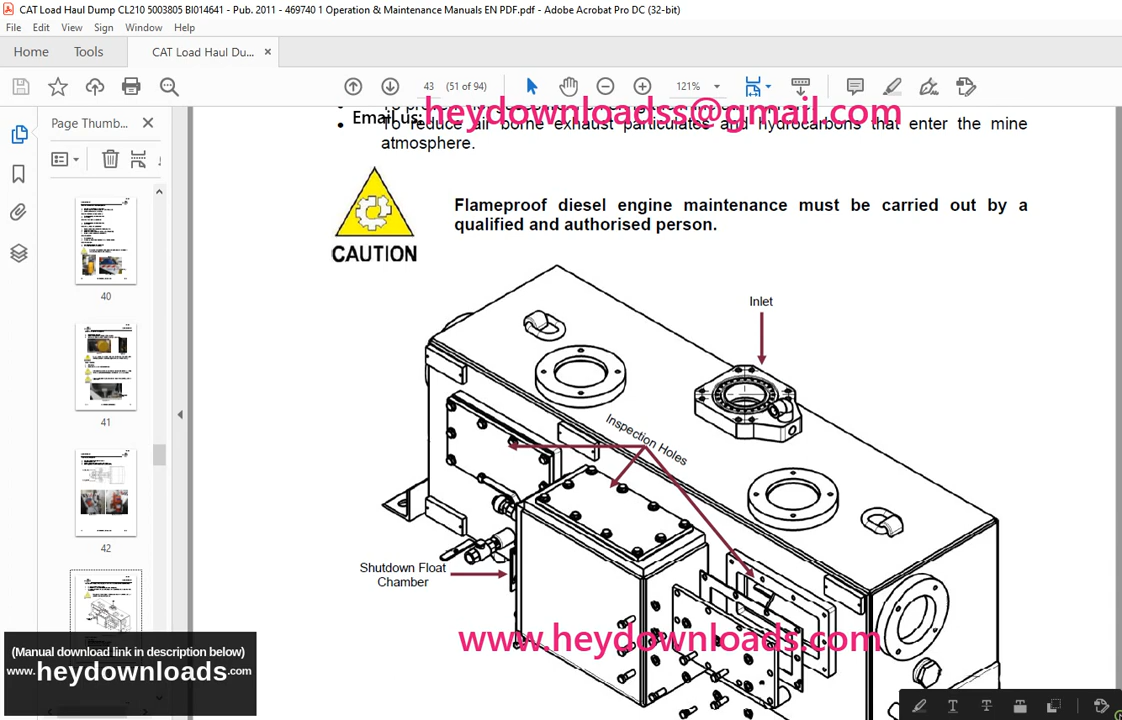 CAT Load Haul Dump CL210 5003805 BI014641 - Pub. 2011 - 469740 1 Operation & Maintenance Manuals EN PDF.pdf - Adobe Acrobat Pro DC (32-bit)
File Edit View Sign Window Help
Home Tools CAT Load Haul Du... ×
43 (51 of 94) 121%
Page Thumb...
Email us: heydownloadss@gmail.com
• To reduce air borne exhaust particulates and hydrocarbons that enter the mine
atmosphere.
CAUTION
Flameproof diesel engine maintenance must be carried out by a
qualified and authorised person.
40
41
42
Inlet
Inspection Holes
Shutdown Float
Chamber
www.heydownloads.com
(Manual download link in description below)
www.heydownloads.com